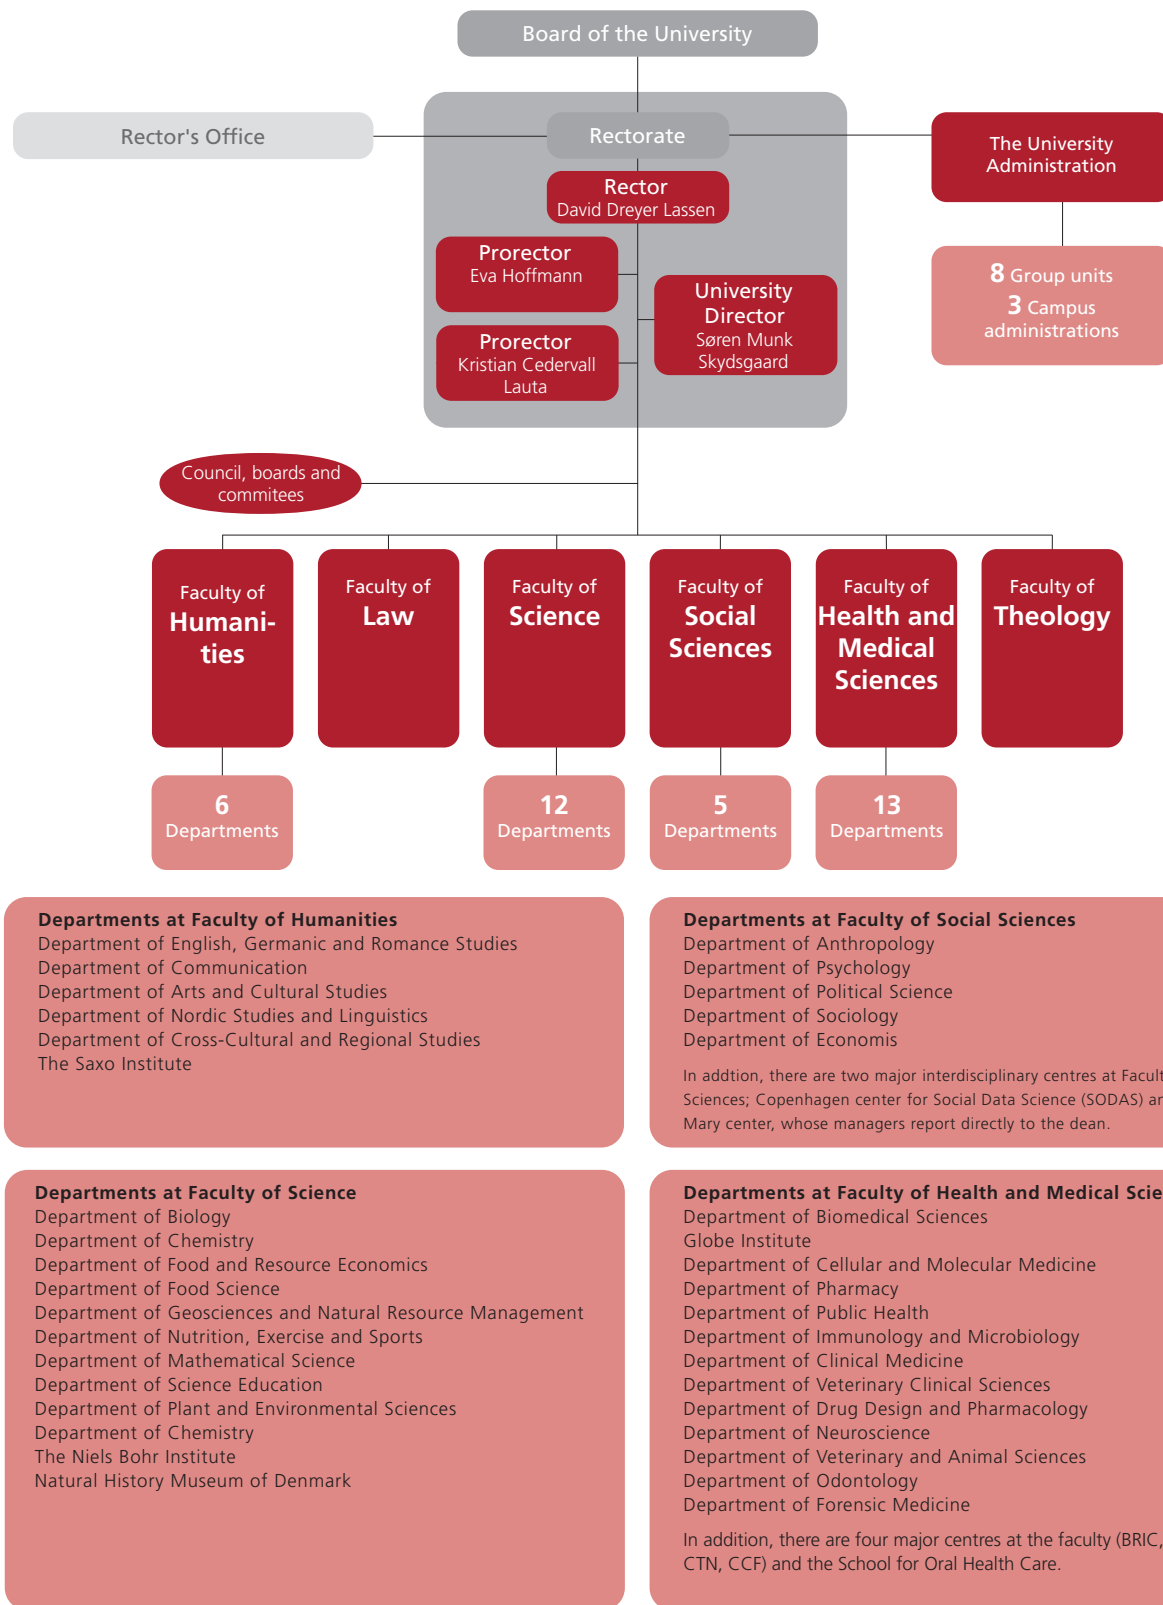 Board of the University
Rector's Office
Rectorate
The University
Administration
Rector
David Dreyer Lassen
Prorector
Eva Hoffmann
University
Director
Søren Munk
Skydsgaard
8 Group units
3 Campus
administrations
Prorector
Kristian Cedervall
Lauta
Council, boards and
commitees
Faculty of
Humani-
ties
Faculty of
Law
Faculty of
Science
Faculty of
Social
Sciences
Faculty of
Health and
Medical
Sciences
Faculty of
Theology
6
Departments
12
Departments
5
Departments
13
Departments
Departments at Faculty of Humanities
Department of English, Germanic and Romance Studies
Department of Communication
Department of Arts and Cultural Studies
Department of Nordic Studies and Linguistics
Department of Cross-Cultural and Regional Studies
The Saxo Institute
Departments at Faculty of Social Sciences
Department of Anthropology
Department of Psychology
Department of Political Science
Department of Sociology
Department of Economis
In addtion, there are two major interdisciplinary centres at
Sciences; Copenhagen center for Social Data Science (SODAS)
Mary center, whose managers report directly to the dean.
Departments at Faculty of Science
Department of Biology
Department of Chemistry
Department of Food and Resource Economics
Department of Food Science
Department of Geosciences and Natural Resource Management
Department of Nutrition, Exercise and Sports
Department of Mathematical Science
Department of Science Education
Department of Plant and Environmental Sciences
Department of Chemistry
The Niels Bohr Institute
Natural History Museum of Denmark
Departments at Faculty of Health and Medical
Department of Biomedical Sciences
Globe Institute
Department of Cellular and Molecular Medicine
Department of Pharmacy
Department of Public Health
Department of Immunology and Microbiology
Department of Clinical Medicine
Department of Veterinary Clinical Sciences
Department of Drug Design and Pharmacology
Department of Neuroscience
Department of Veterinary and Animal Sciences
Department of Odontology
Department of Forensic Medicine
In addition, there are four major centres at the faculty (BRIC,
CTN, CCF) and the School for Oral Health Care.